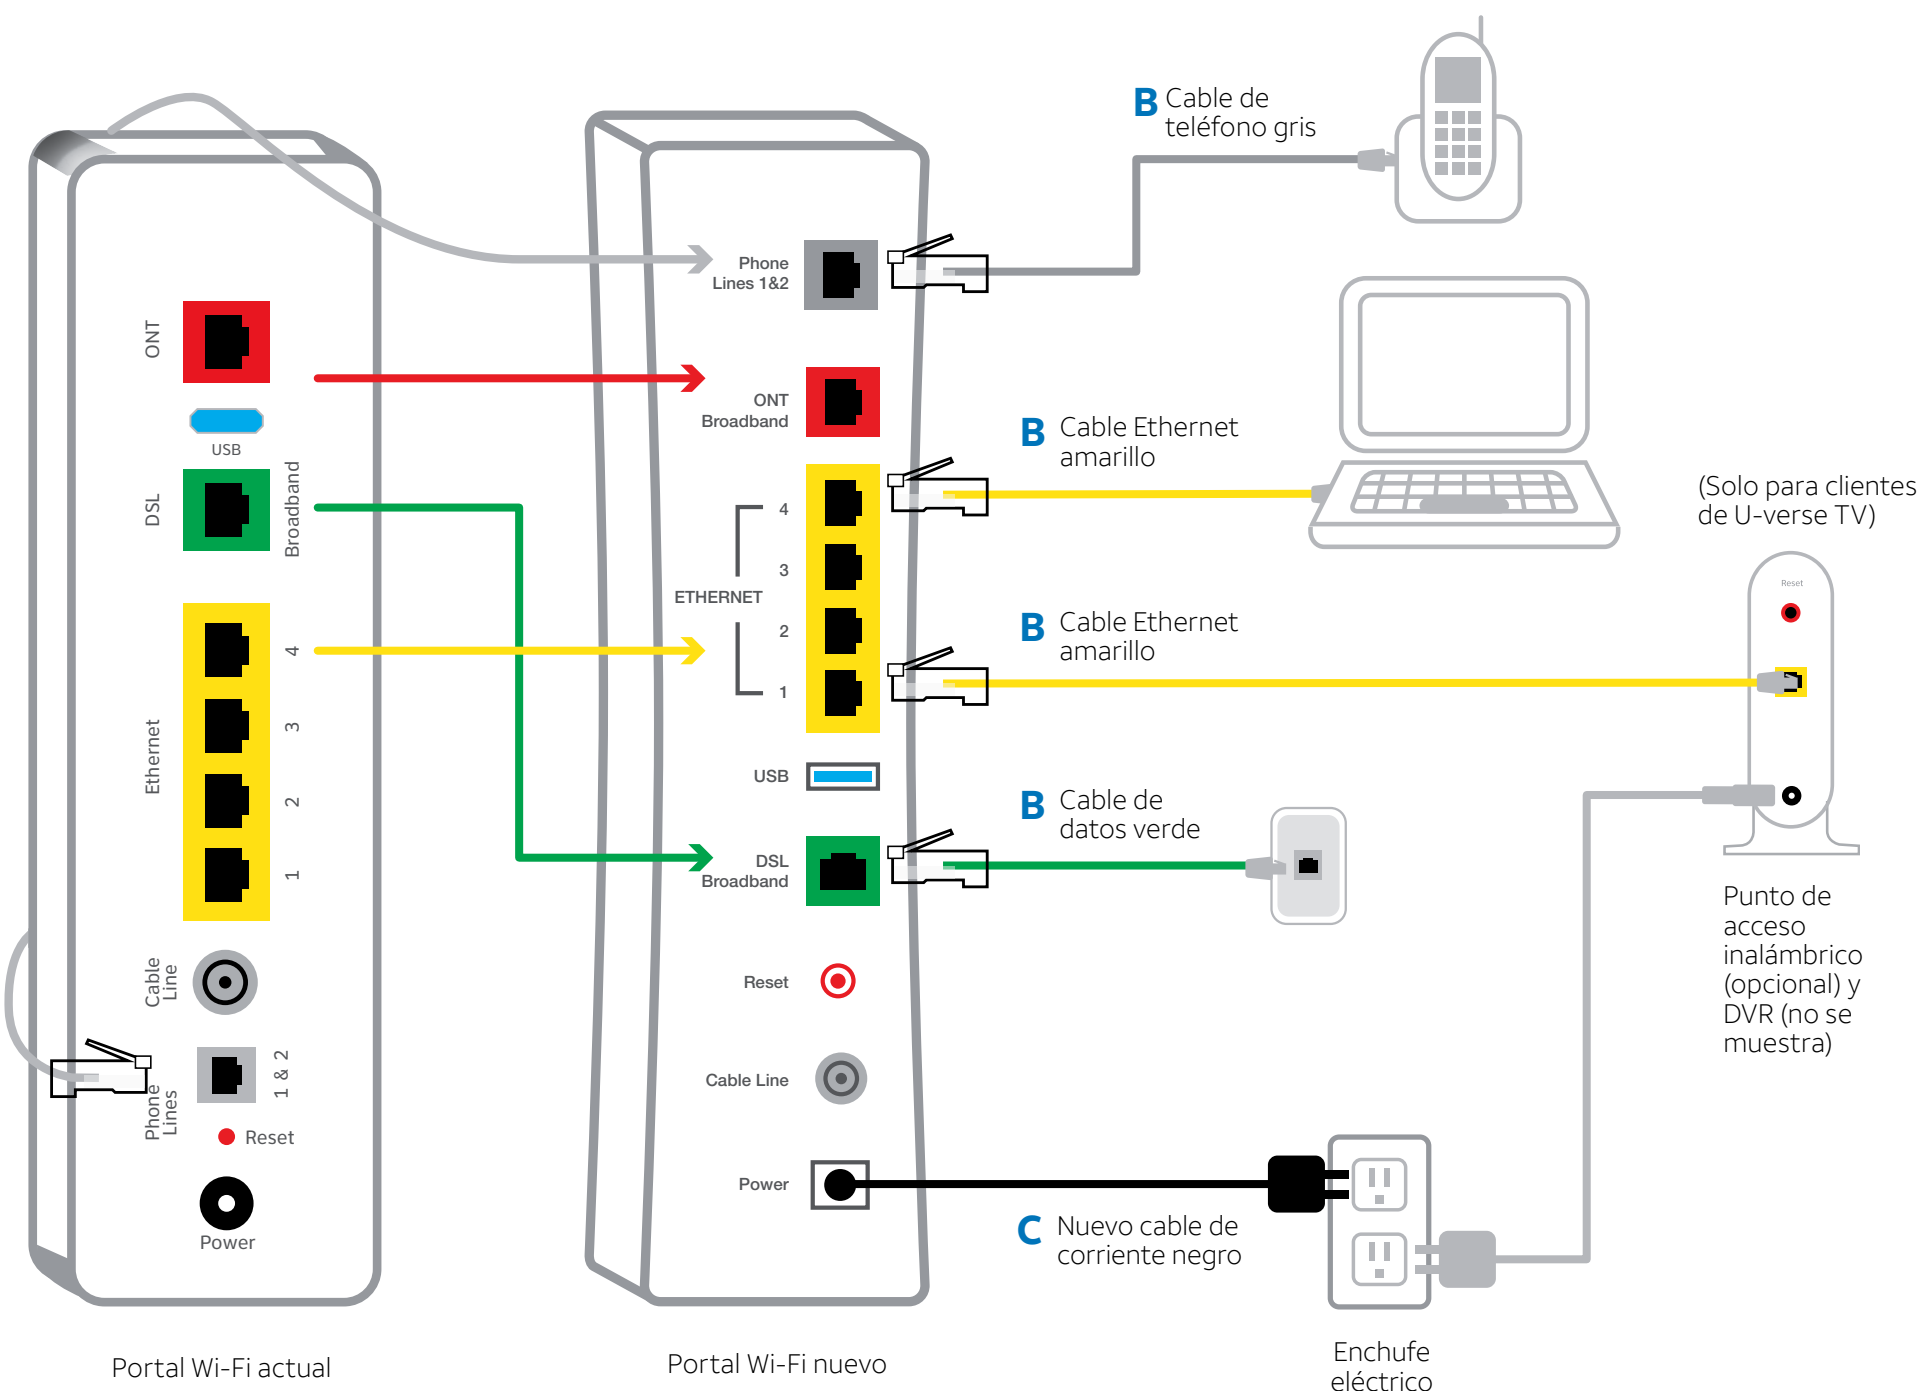 ONT
USB
DSL
Broadband
Ethernet
4
3
2
1
Cable
Line
Phone
Lines
1 & 2
Reset
Power
Portal Wi-Fi actual
Phone
Lines 1&2
ONT
Broadband
ETHERNET
4
3
2
1
USB
DSL
Broadband
Reset
Cable Line
Power
Portal Wi-Fi nuevo
B Cable de
teléfono gris
B Cable Ethernet
amarillo
B Cable Ethernet
amarillo
B Cable de
datos verde
C Nuevo cable de
corriente negro
Enchufe
eléctrico
(Solo para clientes
de U-verse TV)
Reset
Punto de
acceso
inalámbrico
(opcional) y
DVR (no se
muestra)